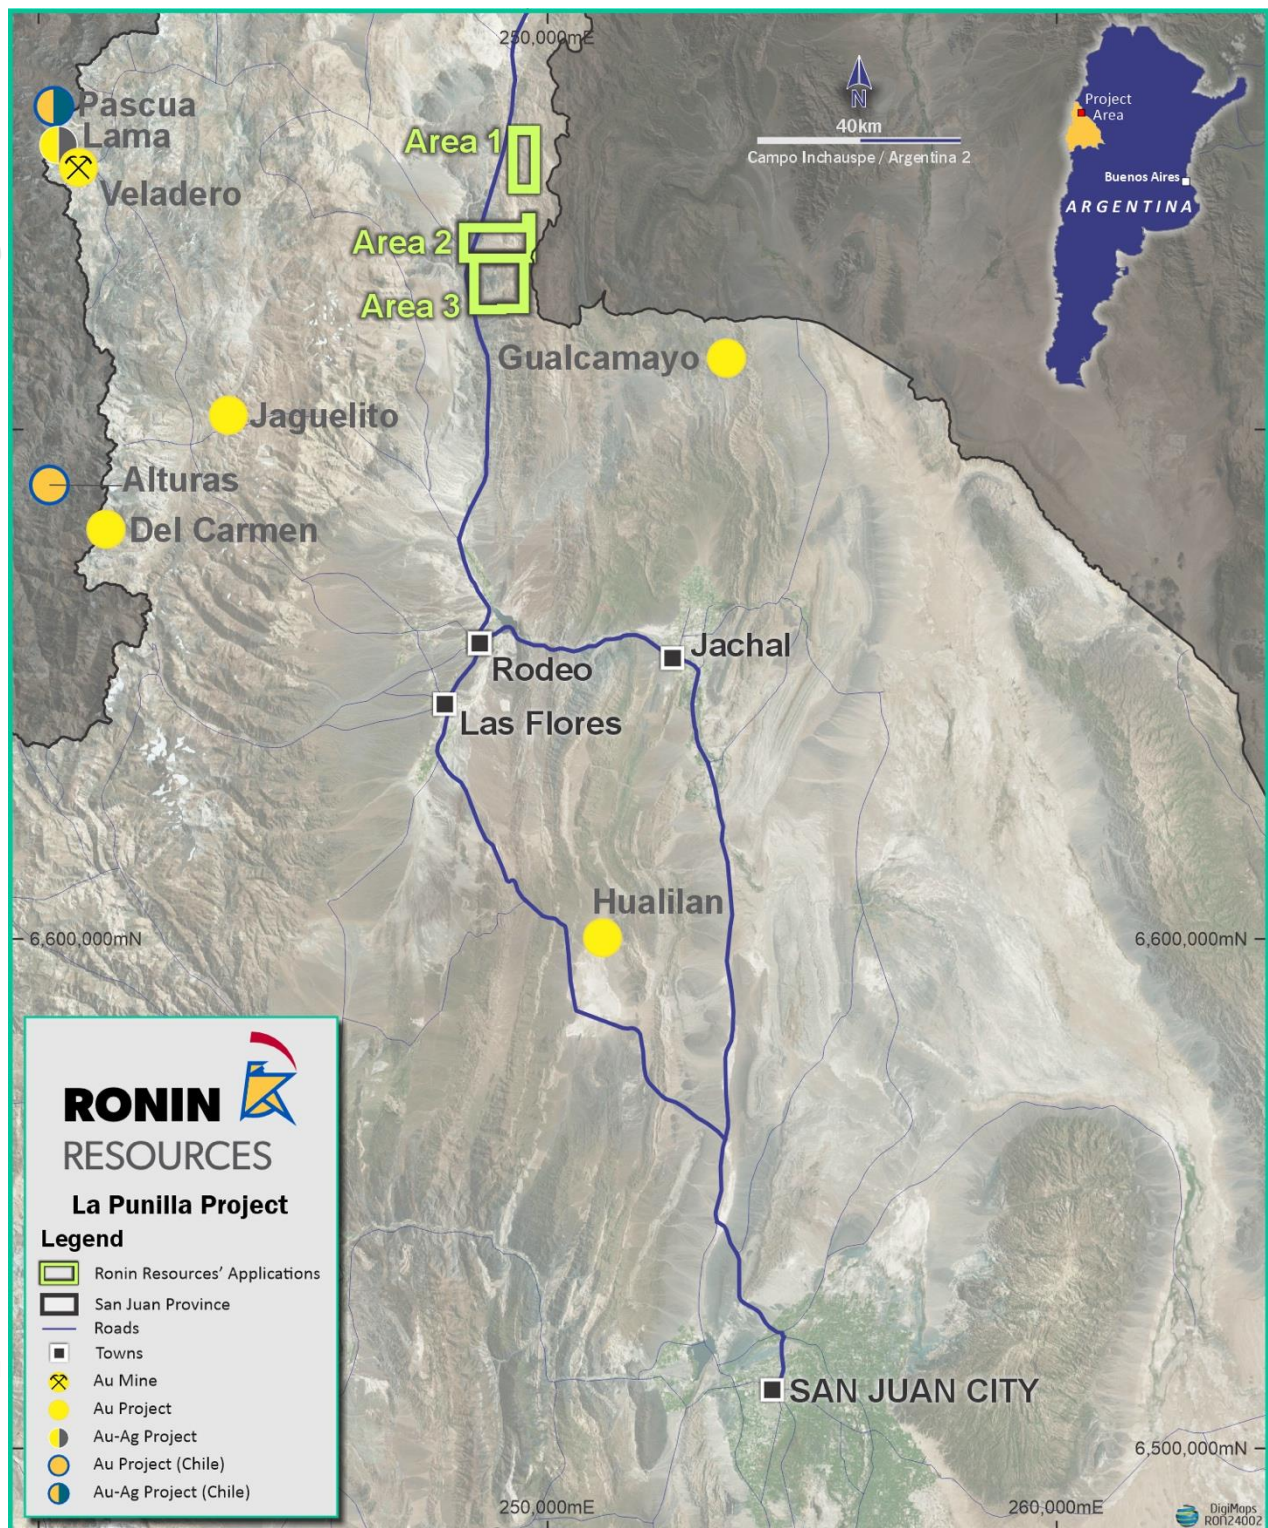 250,000mE
Pascua
Lama
Veladero
Area 1
Area 2
Area 3
N
40km
Campo Inchauspe / Argentina 2
Project
Area
Buenos Aires
ARGENTINA
Gualcamayo
Jaguelito
Alturas
Del Carmen
Jachal
Rodeo
Las Flores
Hualilan
6,600,000mN
6,600,000mN
RONIN
RESOURCES
La Punilla Project
Legend
Ronin Resources' Applications
San Juan Province
Roads
Towns
Au Mine
Au Project
Au-Ag Project
Au Project (Chile)
Au-Ag Project (Chile)
SAN JUAN CITY
6,500,000mN
250,000mE
260,000mE
DigiMaps
RON24002